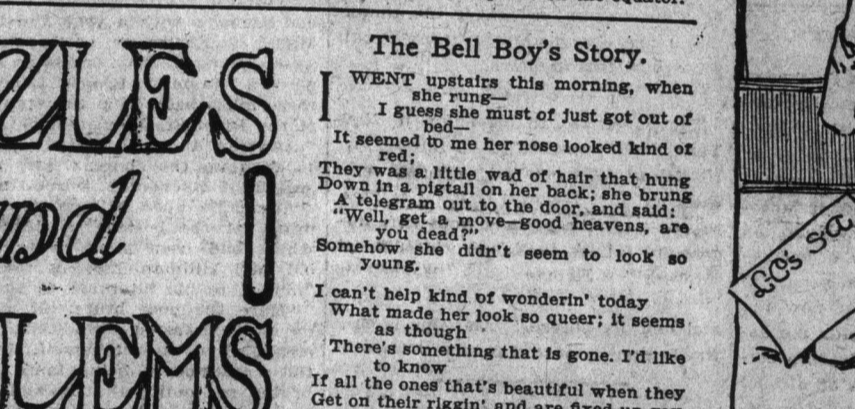 equator.
ZLES
and
LEMS
The Bell Boy's Story.
I WENT upstairs this morning, when
she rung—
I guess she must of just got out of
bed—
It seemed to me her nose looked kind of
red;
They was a little wad of hair that hung
Down in a pigtail on her back; she brung
A telegram out to the door, and said:
"Well, get a move—good heavens, are
you dead?"
Somehow she didn't seem to look so
young.
I can't help kind of wonderin' today
What made her look so queer; it seems
as though
There's something that is gone. I'd like
to know
If all the ones that's beautiful when they
Get on their riggin' and are fixed up